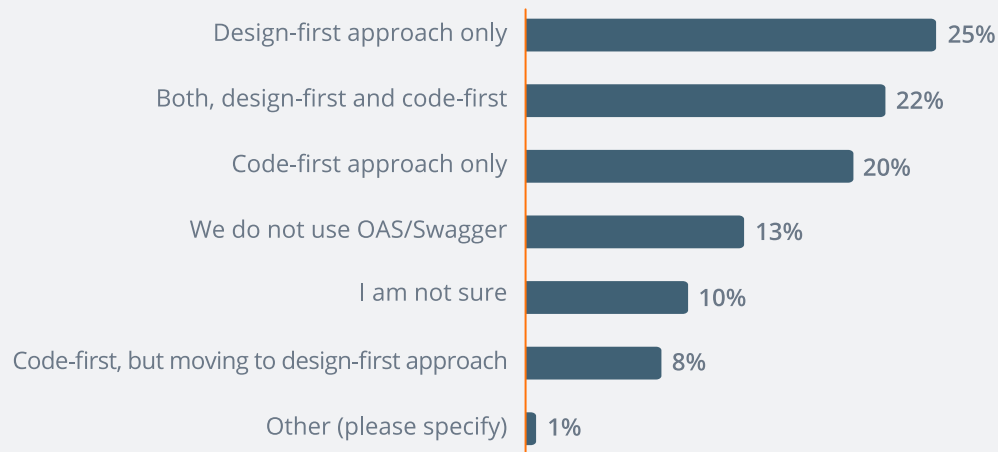 Design-first approach only 25%
Both, design-first and code-first 22%
Code-first approach only 20%
We do not use OAS/Swagger 13%
I am not sure 10%
Code-first, but moving to design-first approach 8%
Other (please specify) 1%